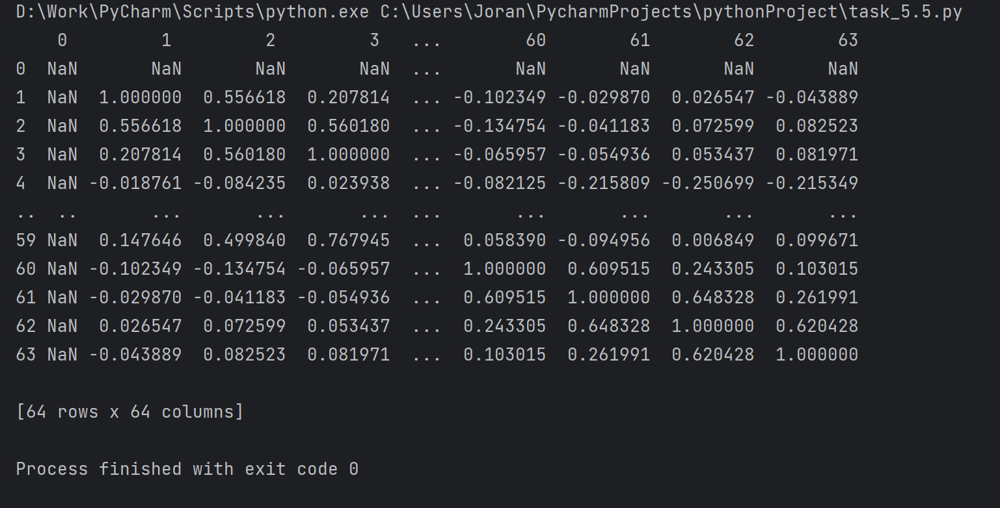 D:\Work\PyCharm\Scripts\python.exe C:\Users\Joran\PycharmProjects\pythonProject\task_5.5.py
    0         1         2         3   ...        60        61        62        63
0  NaN       NaN       NaN       NaN  ...       NaN       NaN       NaN       NaN
1  NaN  1.000000  0.556618  0.207814  ... -0.102349 -0.029870  0.026547 -0.043889
2  NaN  0.556618  1.000000  0.560180  ... -0.134754 -0.041183  0.072599  0.082523
3  NaN  0.207814  0.560180  1.000000  ... -0.065957 -0.054936  0.053437  0.081971
4  NaN -0.018761 -0.084235  0.023938  ... -0.082125 -0.215809 -0.250699 -0.215349
..  ..       ...       ...       ...  ...       ...       ...       ...       ...
59 NaN  0.147646  0.499840  0.767945  ...  0.058390 -0.094956  0.006849  0.099671
60 NaN -0.102349 -0.134754 -0.065957  ...  1.000000  0.609515  0.243305  0.103015
61 NaN -0.029870 -0.041183 -0.054936  ...  0.609515  1.000000  0.648328  0.261991
62 NaN  0.026547  0.072599  0.053437  ...  0.243305  0.648328  1.000000  0.620428
63 NaN -0.043889  0.082523  0.081971  ...  0.103015  0.261991  0.620428  1.000000
[64 rows x 64 columns]
Process finished with exit code 0